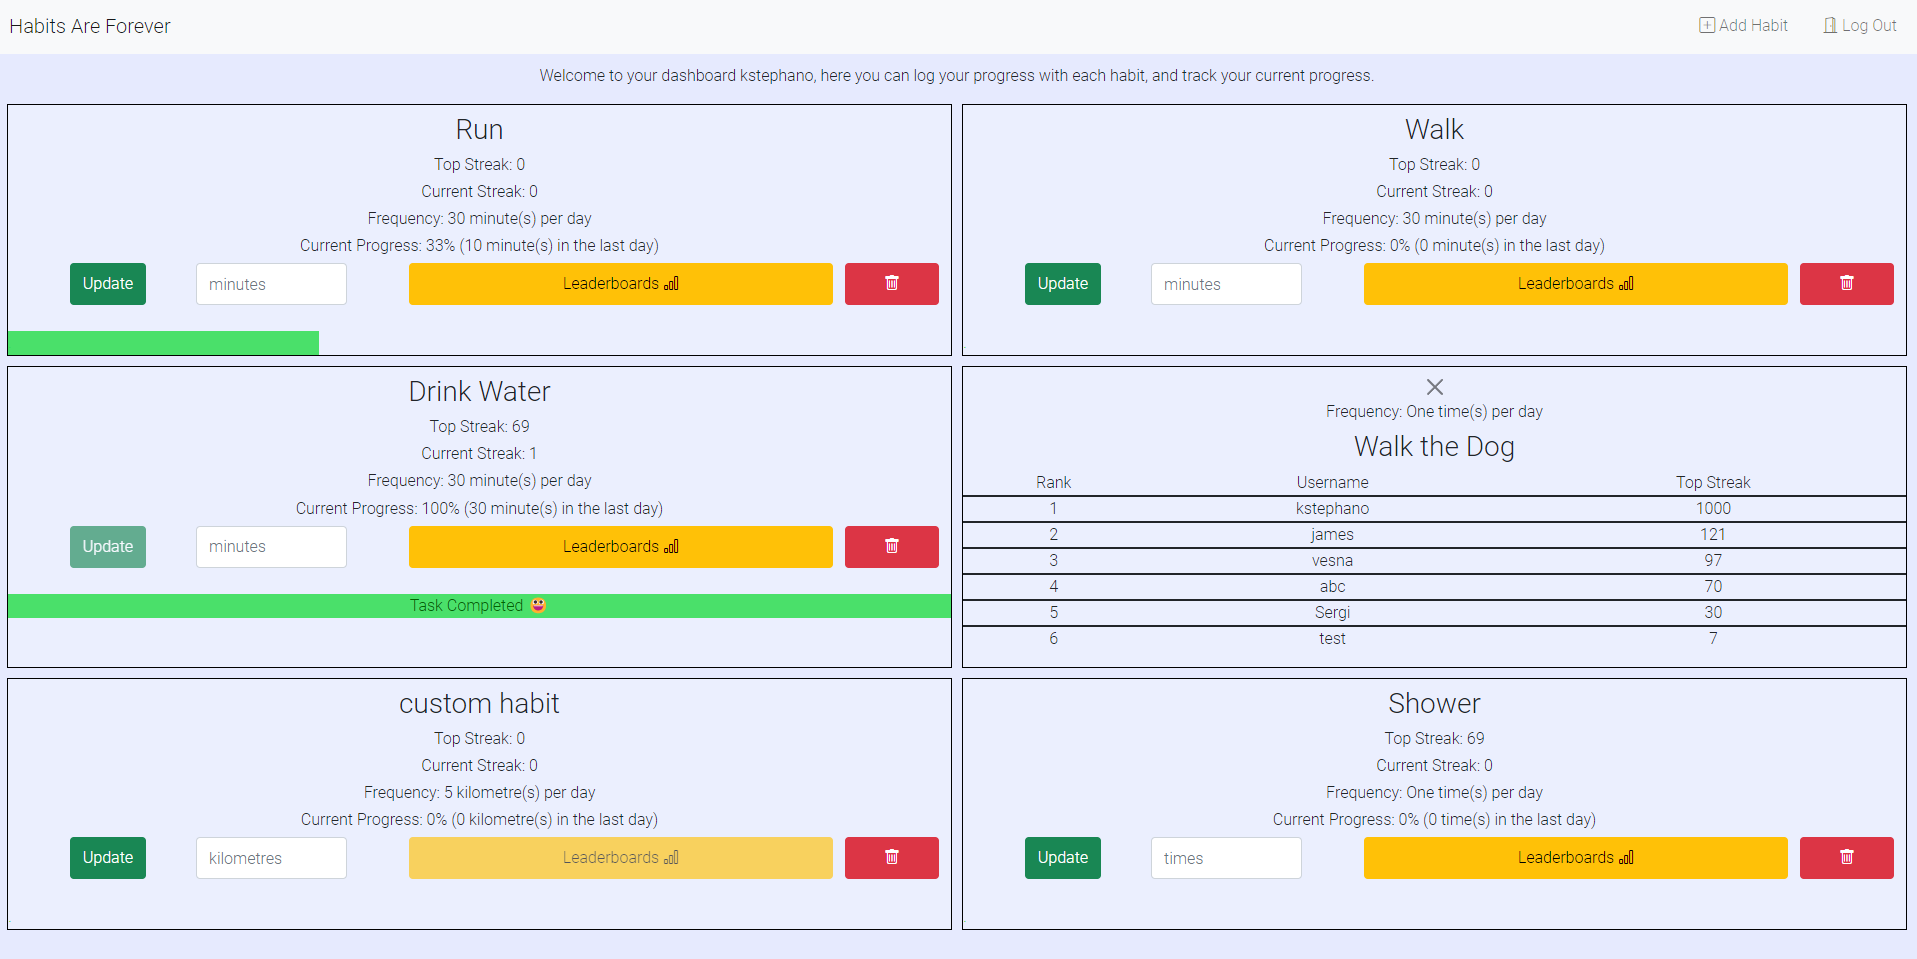 Habits Are Forever
Add Habit
Log Out
Welcome to your dashboard kstephano, here you can log your progress with each habit, and track your current progress.
Run
Top Streak: 0
Current Streak: 0
Frequency: 30 minute(s) per day
Current Progress: 33% (10 minute(s) in the last day)
Update minutes Leaderboards
Walk
Top Streak: 0
Current Streak: 0
Frequency: 30 minute(s) per day
Current Progress: 0% (0 minute(s) in the last day)
Update minutes Leaderboards
Drink Water
Top Streak: 69
Current Streak: 1
Frequency: 30 minute(s) per day
Current Progress: 100% (30 minute(s) in the last day)
Update minutes Leaderboards
Task Completed 😀
Frequency: One time(s) per day
Walk the Dog
Rank Username Top Streak
1 kstephano 1000
2 james 121
3 vesna 97
4 abc 70
5 Sergi 30
6 test 7
custom habit
Top Streak: 0
Current Streak: 0
Frequency: 5 kilometre(s) per day
Current Progress: 0% (0 kilometre(s) in the last day)
Update kilometres Leaderboards
Shower
Top Streak: 69
Current Streak: 0
Frequency: One time(s) per day
Current Progress: 0% (0 time(s) in the last day)
Update times Leaderboards